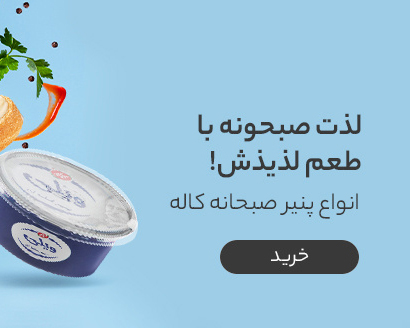 لذت صبحونه با
طعم لذیذش!
انواع پنیر صبحانه کاله
خرید